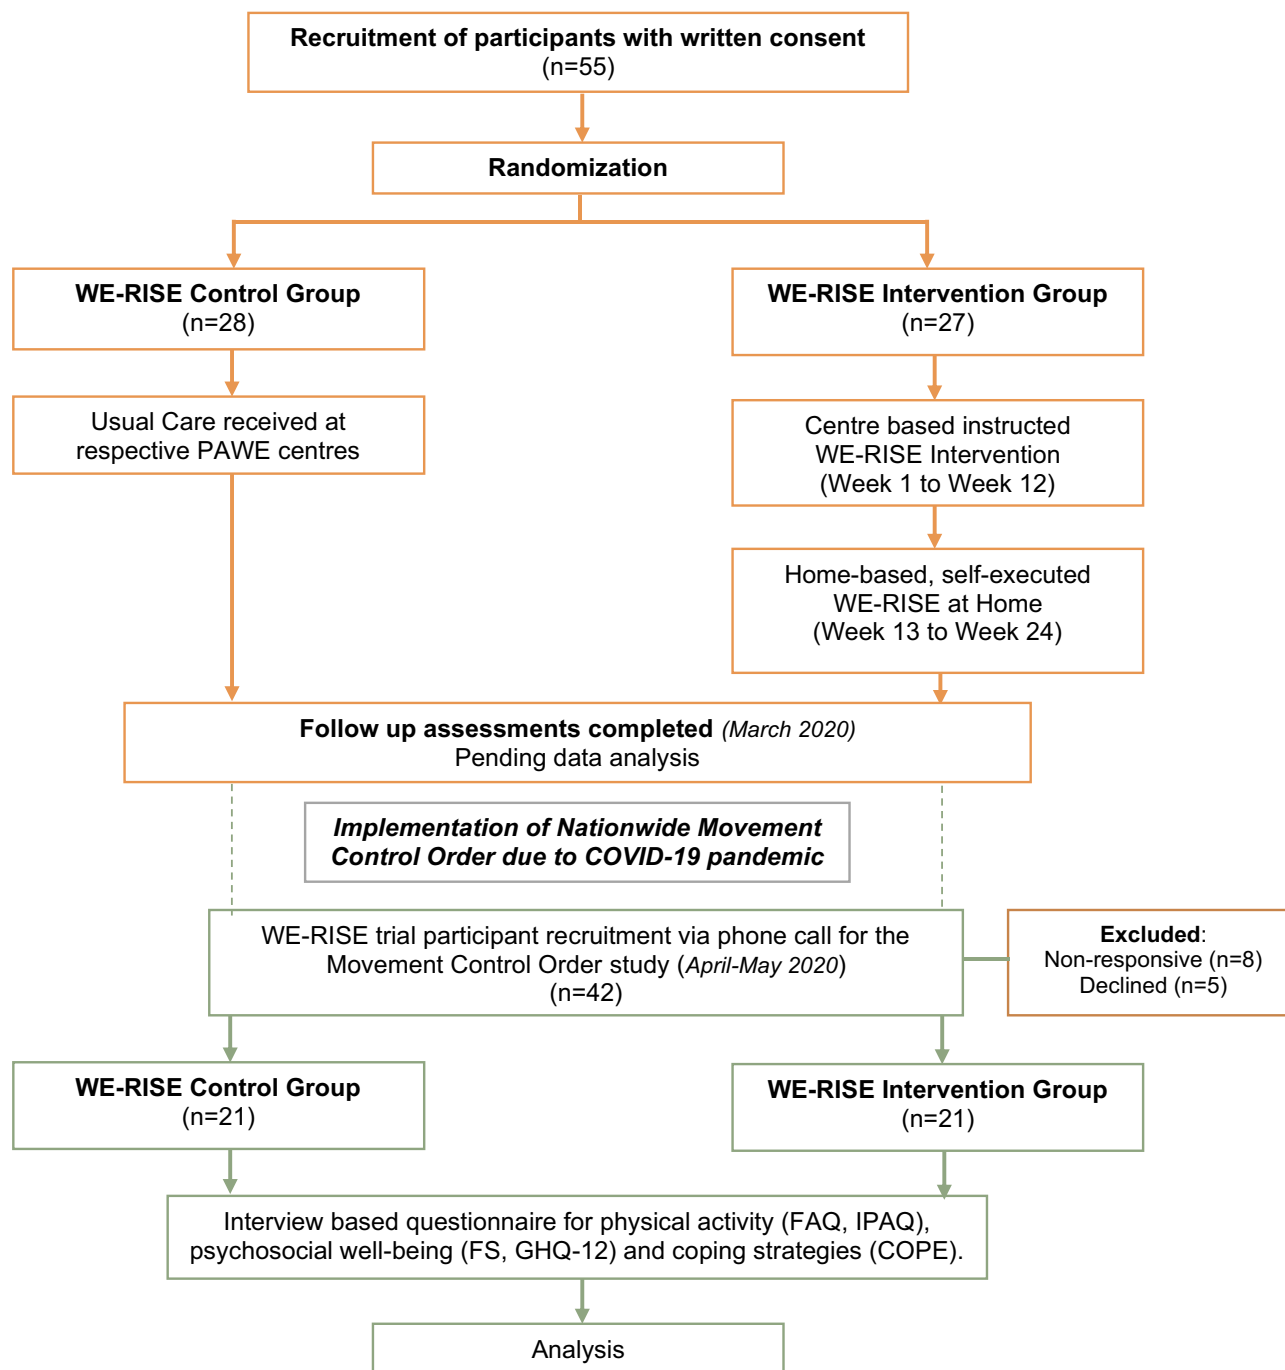 Recruitment of participants with written consent
(n=55)
Randomization
WE-RISE Control Group
(n=28)
WE-RISE Intervention Group
(n=27)
Usual Care received at
respective PAWE centres
Centre based instructed
WE-RISE Intervention
(Week 1 to Week 12)
Home-based, self-executed
WE-RISE at Home
(Week 13 to Week 24)
Follow up assessments completed (March 2020)
Pending data analysis
Implementation of Nationwide Movement
Control Order due to COVID-19 pandemic
WE-RISE trial participant recruitment via phone call for the
Movement Control Order study (April-May 2020)
(n=42)
Excluded:
Non-responsive (n=8)
Declined (n=5)
WE-RISE Control Group
(n=21)
WE-RISE Intervention Group
(n=21)
Interview based questionnaire for physical activity (FAQ, IPAQ),
psychosocial well-being (FS, GHQ-12) and coping strategies (COPE).
Analysis